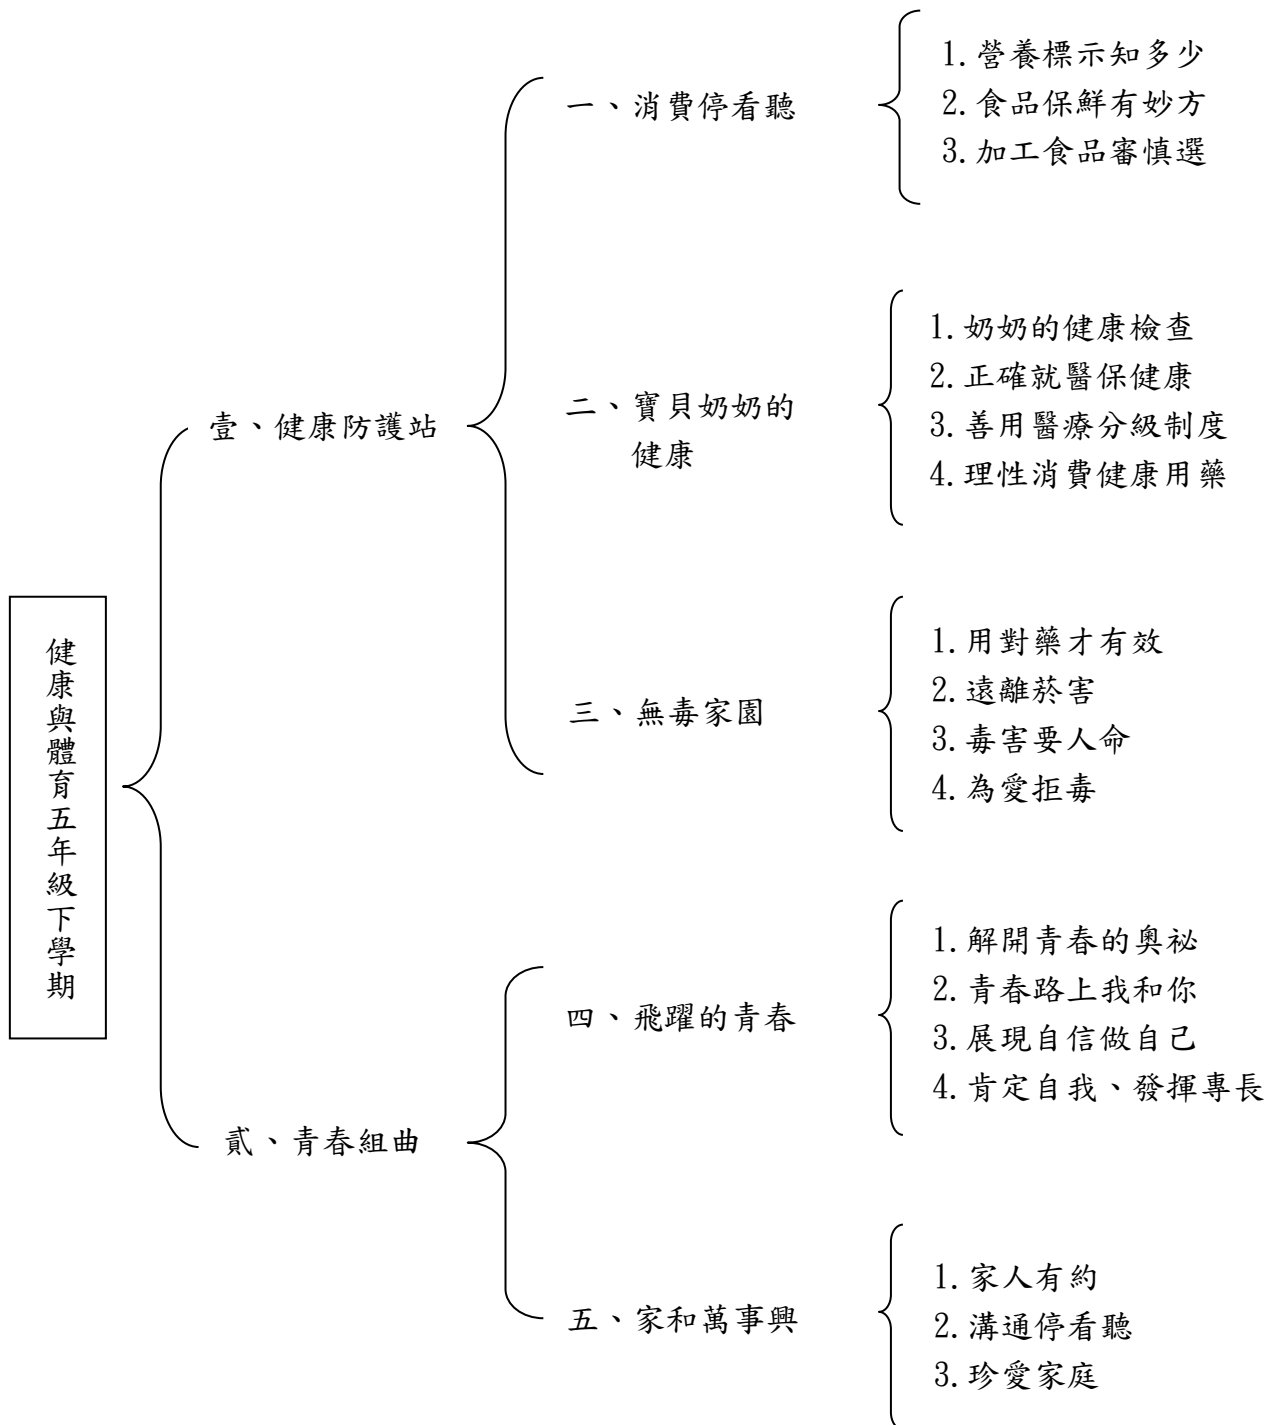 健康與體育五年級下學期
壹、健康防護站
一、消費停看聽
1.營養標示知多少
2.食品保鮮有妙方
3.加工食品審慎選
二、寶貝奶奶的
健康
1.奶奶的健康檢查
2.正確就醫保健康
3.善用醫療分級制度
4.理性消費健康用藥
三、無毒家園
1.用對藥才有效
2.遠離菸害
3.毒害要人命
4.為愛拒毒
貳、青春組曲
四、飛躍的青春
1.解開青春的奧祕
2.青春路上我和你
3.展現自信做自己
4.肯定自我、發揮專長
五、家和萬事興
1.家人有約
2.溝通停看聽
3.珍愛家庭